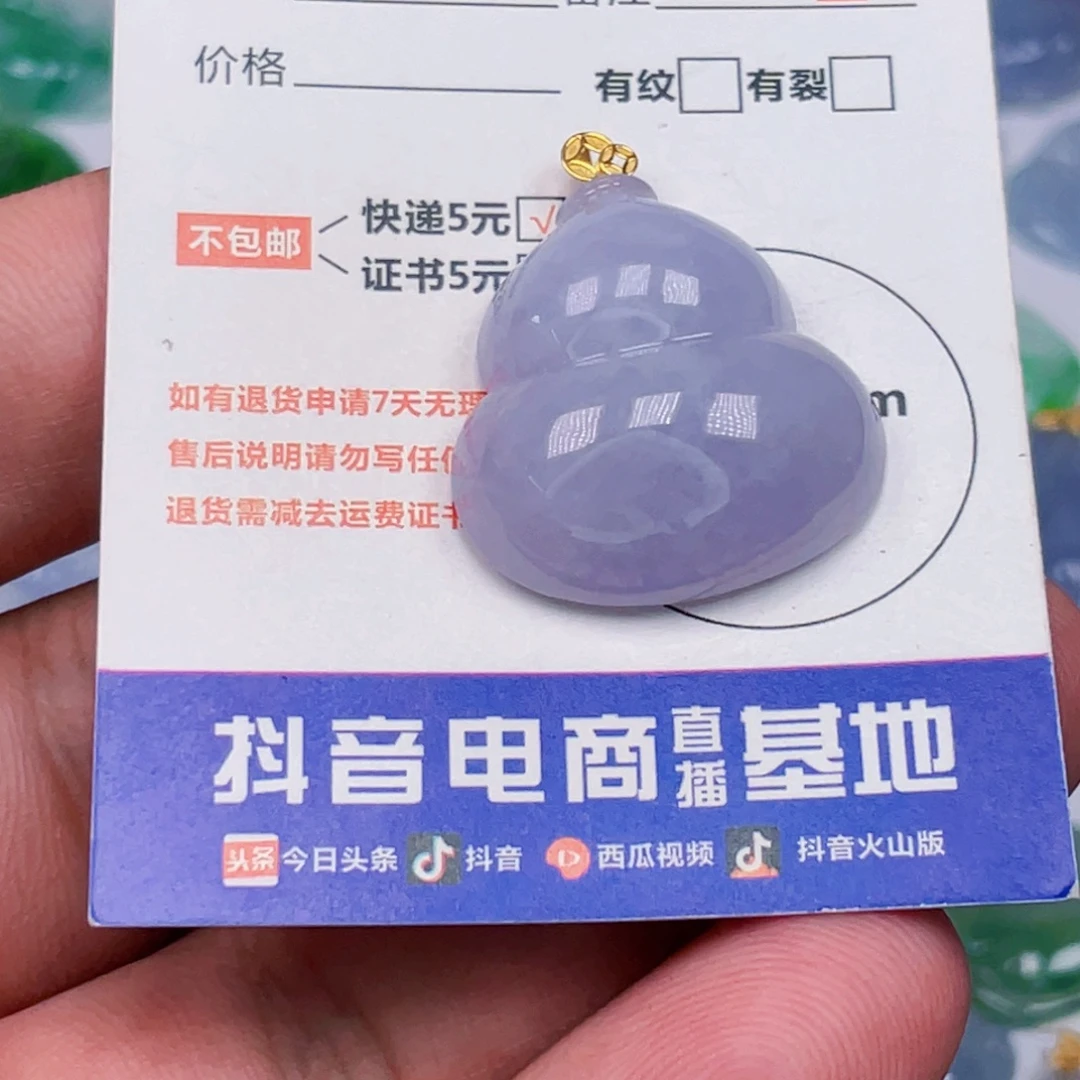 价格 有纹 有裂
不包邮
快递5元 √
证书5元
如有退货申请7天无理
售后说明请勿写任
退货需减去运费证书
m
抖音电商直播基地
头条 今日头条 抖音 西瓜视频 抖音火山版